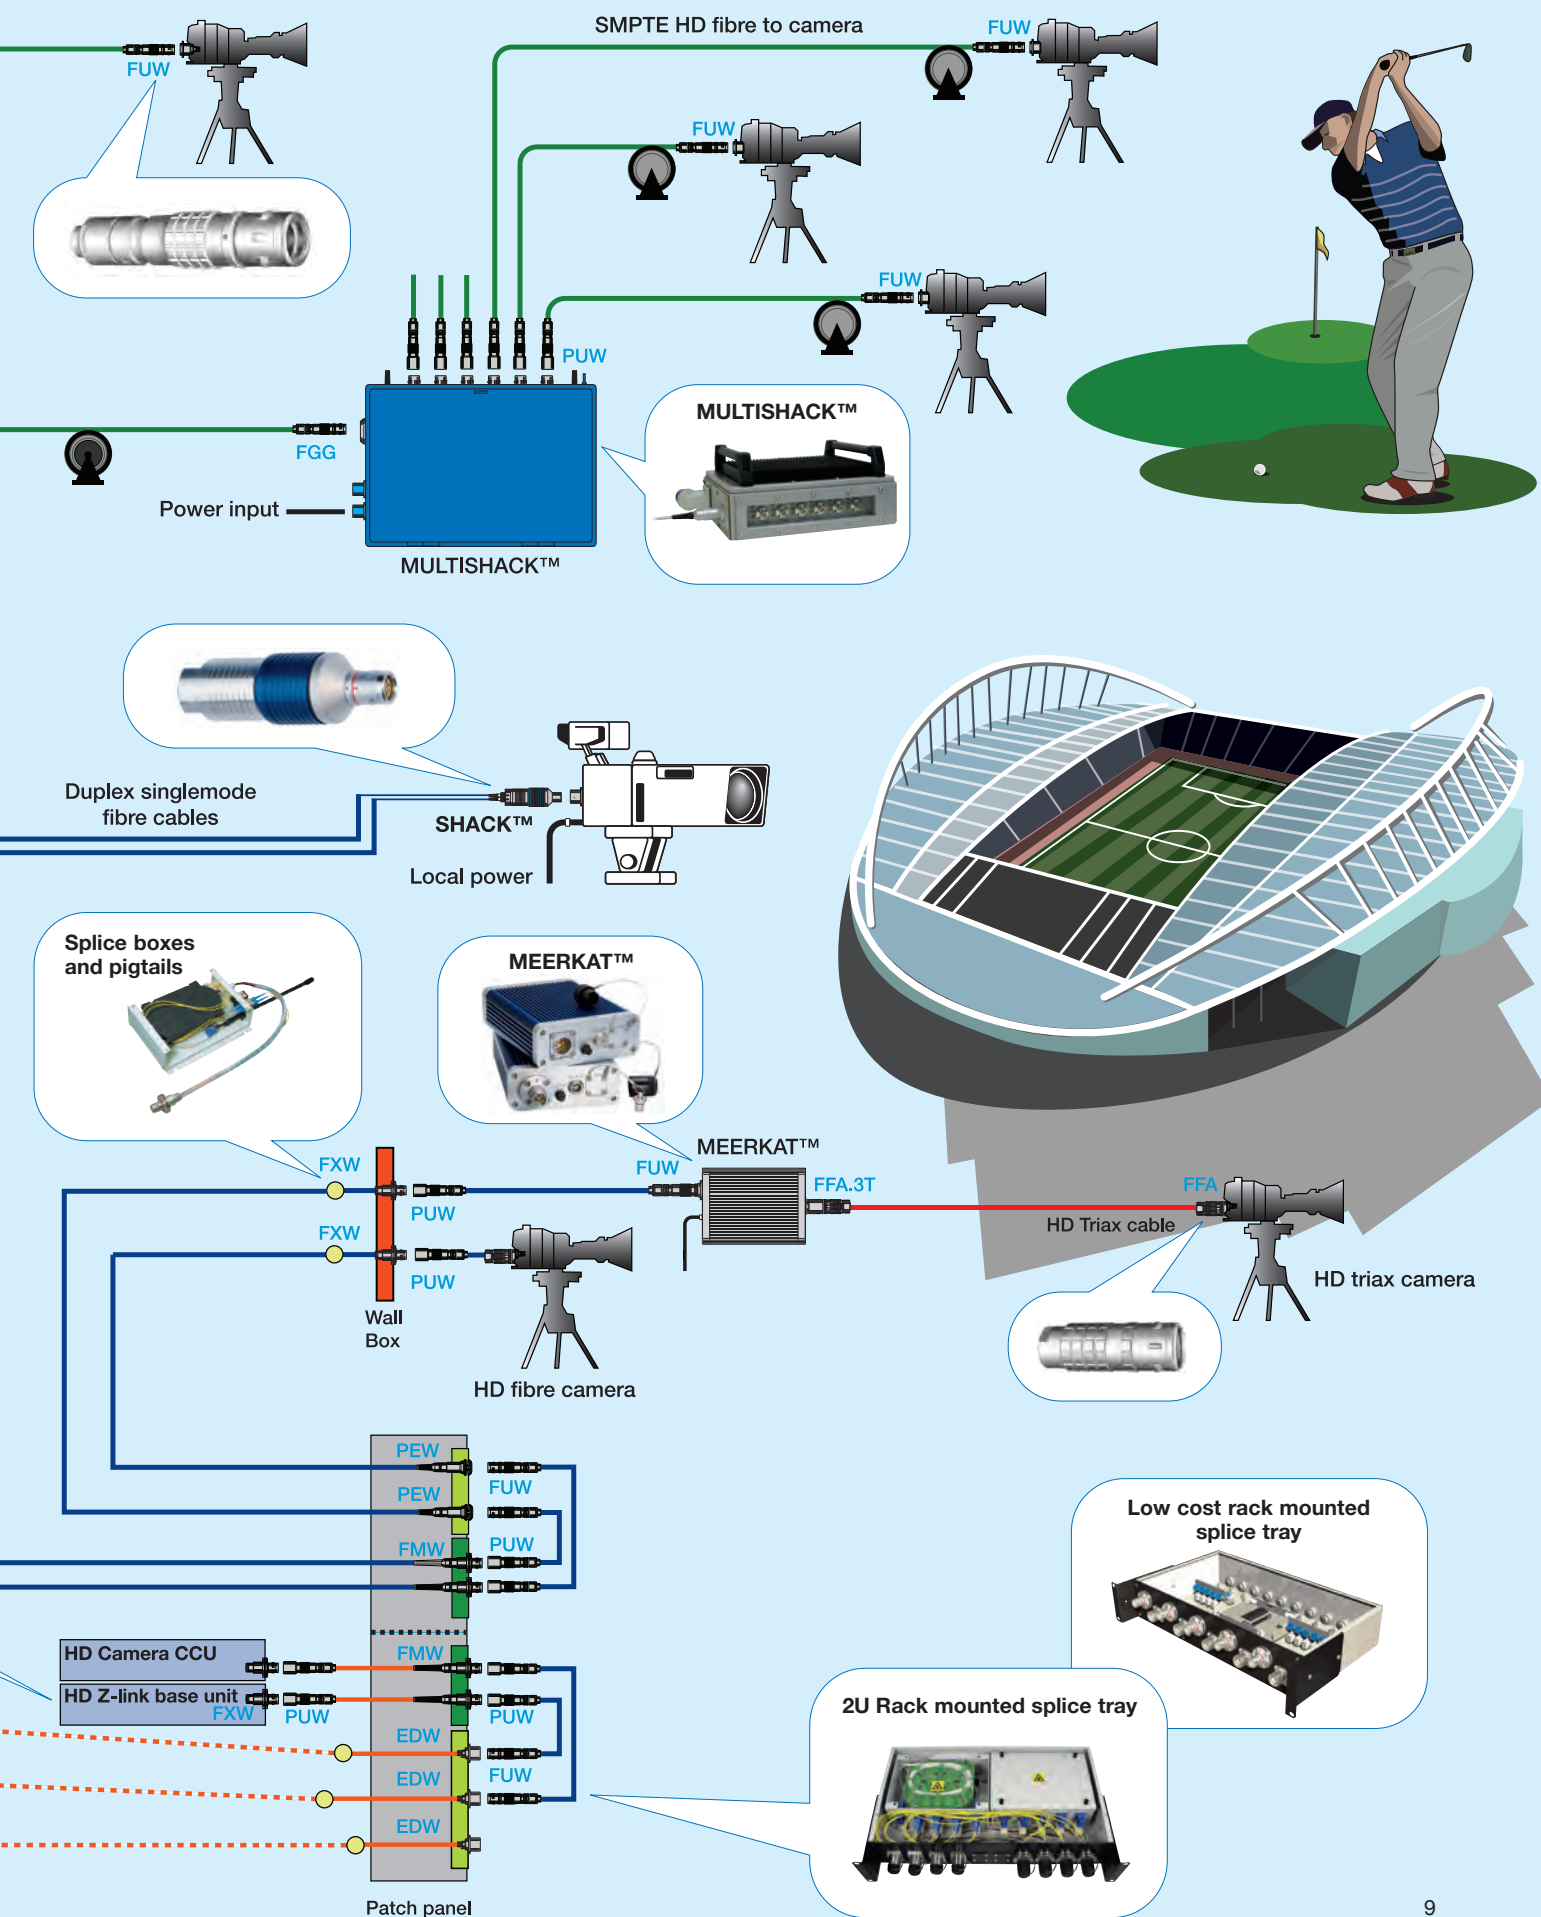 SMPTE HD fibre to camera
FUW
FUW
FUW
FUW
PUW
MULTISHACK™
FGG
Power input
MULTISHACK™
Duplex singlemode
fibre cables
SHACK™
Local power
Splice boxes
and pigtails
MEERKAT™
MEERKAT™
FXW
FUW
FFA.3T
FFA
PUW
HD Triax cable
FXW
PUW
HD triax camera
Wall
Box
HD fibre camera
PEW
FUW
PEW
Low cost rack mounted
splice tray
FMW
PUW
HD Camera CCU
FMW
HD Z-link base unit
FXW
PUW
PUW
2U Rack mounted splice tray
EDW
FUW
EDW
EDW
Patch panel
9